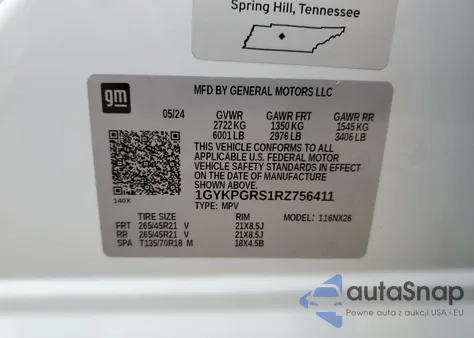 Spring Hill, Tennessee
gm
MFD BY GENERAL MOTORS LLC
05/24 GVWR GAWR FRT GAWR RR
2722 KG 1350 KG 1545 KG
6001 LB 2976 LB 3406 LB
THIS VEHICLE CONFORMS TO ALL
APPLICABLE U.S. FEDERAL MOTOR
VEHICLE SAFETY STANDARDS IN EFFECT
ON THE DATE OF MANUFACTURE
SHOWN ABOVE.
1GYKPGRS1RZ756411
140X
TYPE: MPV
MODEL: 116NX26
TIRE SIZE RIM
FRT 265/45R21 V 21X8.5J
RR 265/45R21 V 21X8.5J
SPA T135/70R18 M 18X4.5B
autaSnap
Pewne auta z aukcji USA i EU